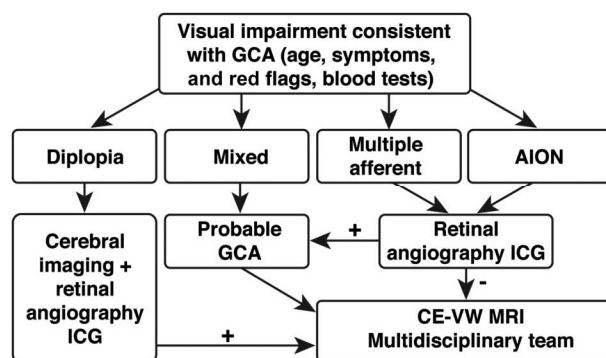 Visual impairment consistent
with GCA (age, symptoms,
and red flags, blood tests)
Diplopia
Mixed
Multiple
afferent
AION
Cerebral
imaging +
retinal
angiography
ICG
Probable
GCA
+
Retinal
angiography ICG
-
+
CE-VW MRI
Multidisciplinary team